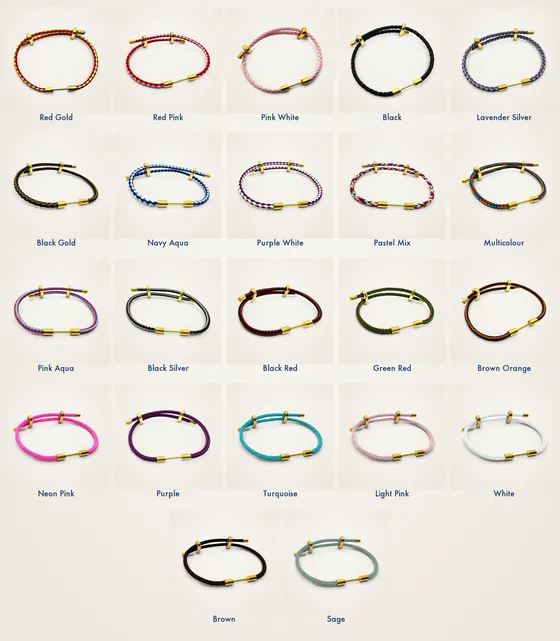 Red Gold
Red Pink
Pink White
Black
Lavender Silver
Black Gold
Navy Aqua
Purple White
Pastel Mix
Multicolour
Pink Aqua
Black Silver
Black Red
Green Red
Brown Orange
Neon Pink
Purple
Turquoise
Light Pink
White
Brown
Sage